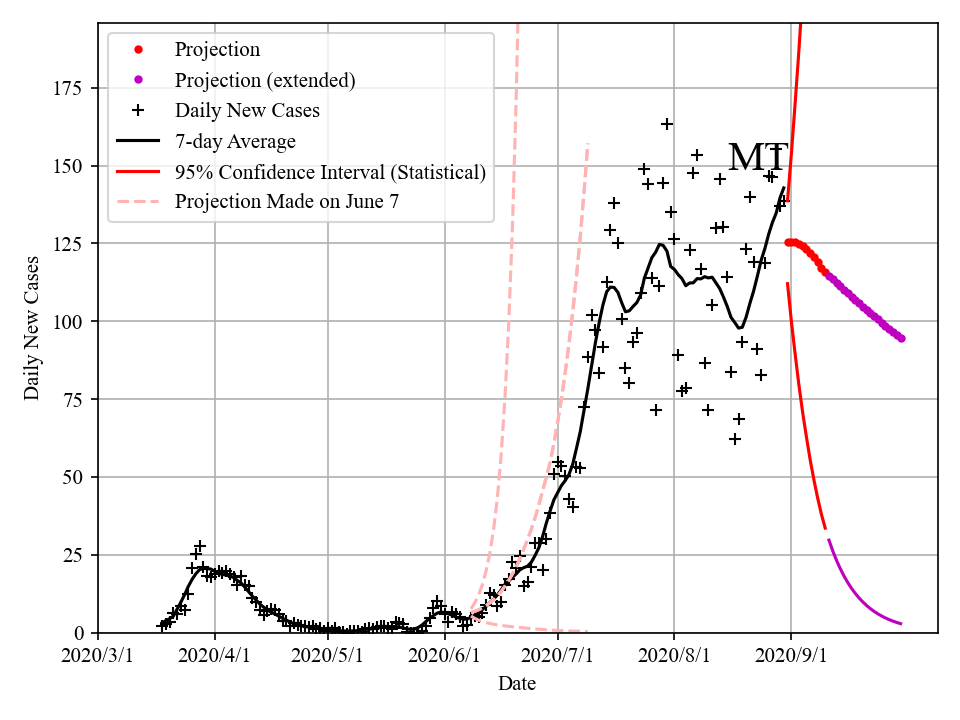 Projection
Projection (extended)
Daily New Cases
7-day Average
95% Confidence Interval (Statistical)
Projection Made on June 7
MT
175
150
125
100
75
50
25
0
Daily New Cases
2020/3/1 2020/4/1 2020/5/1 2020/6/1 2020/7/1 2020/8/1 2020/9/1
Date